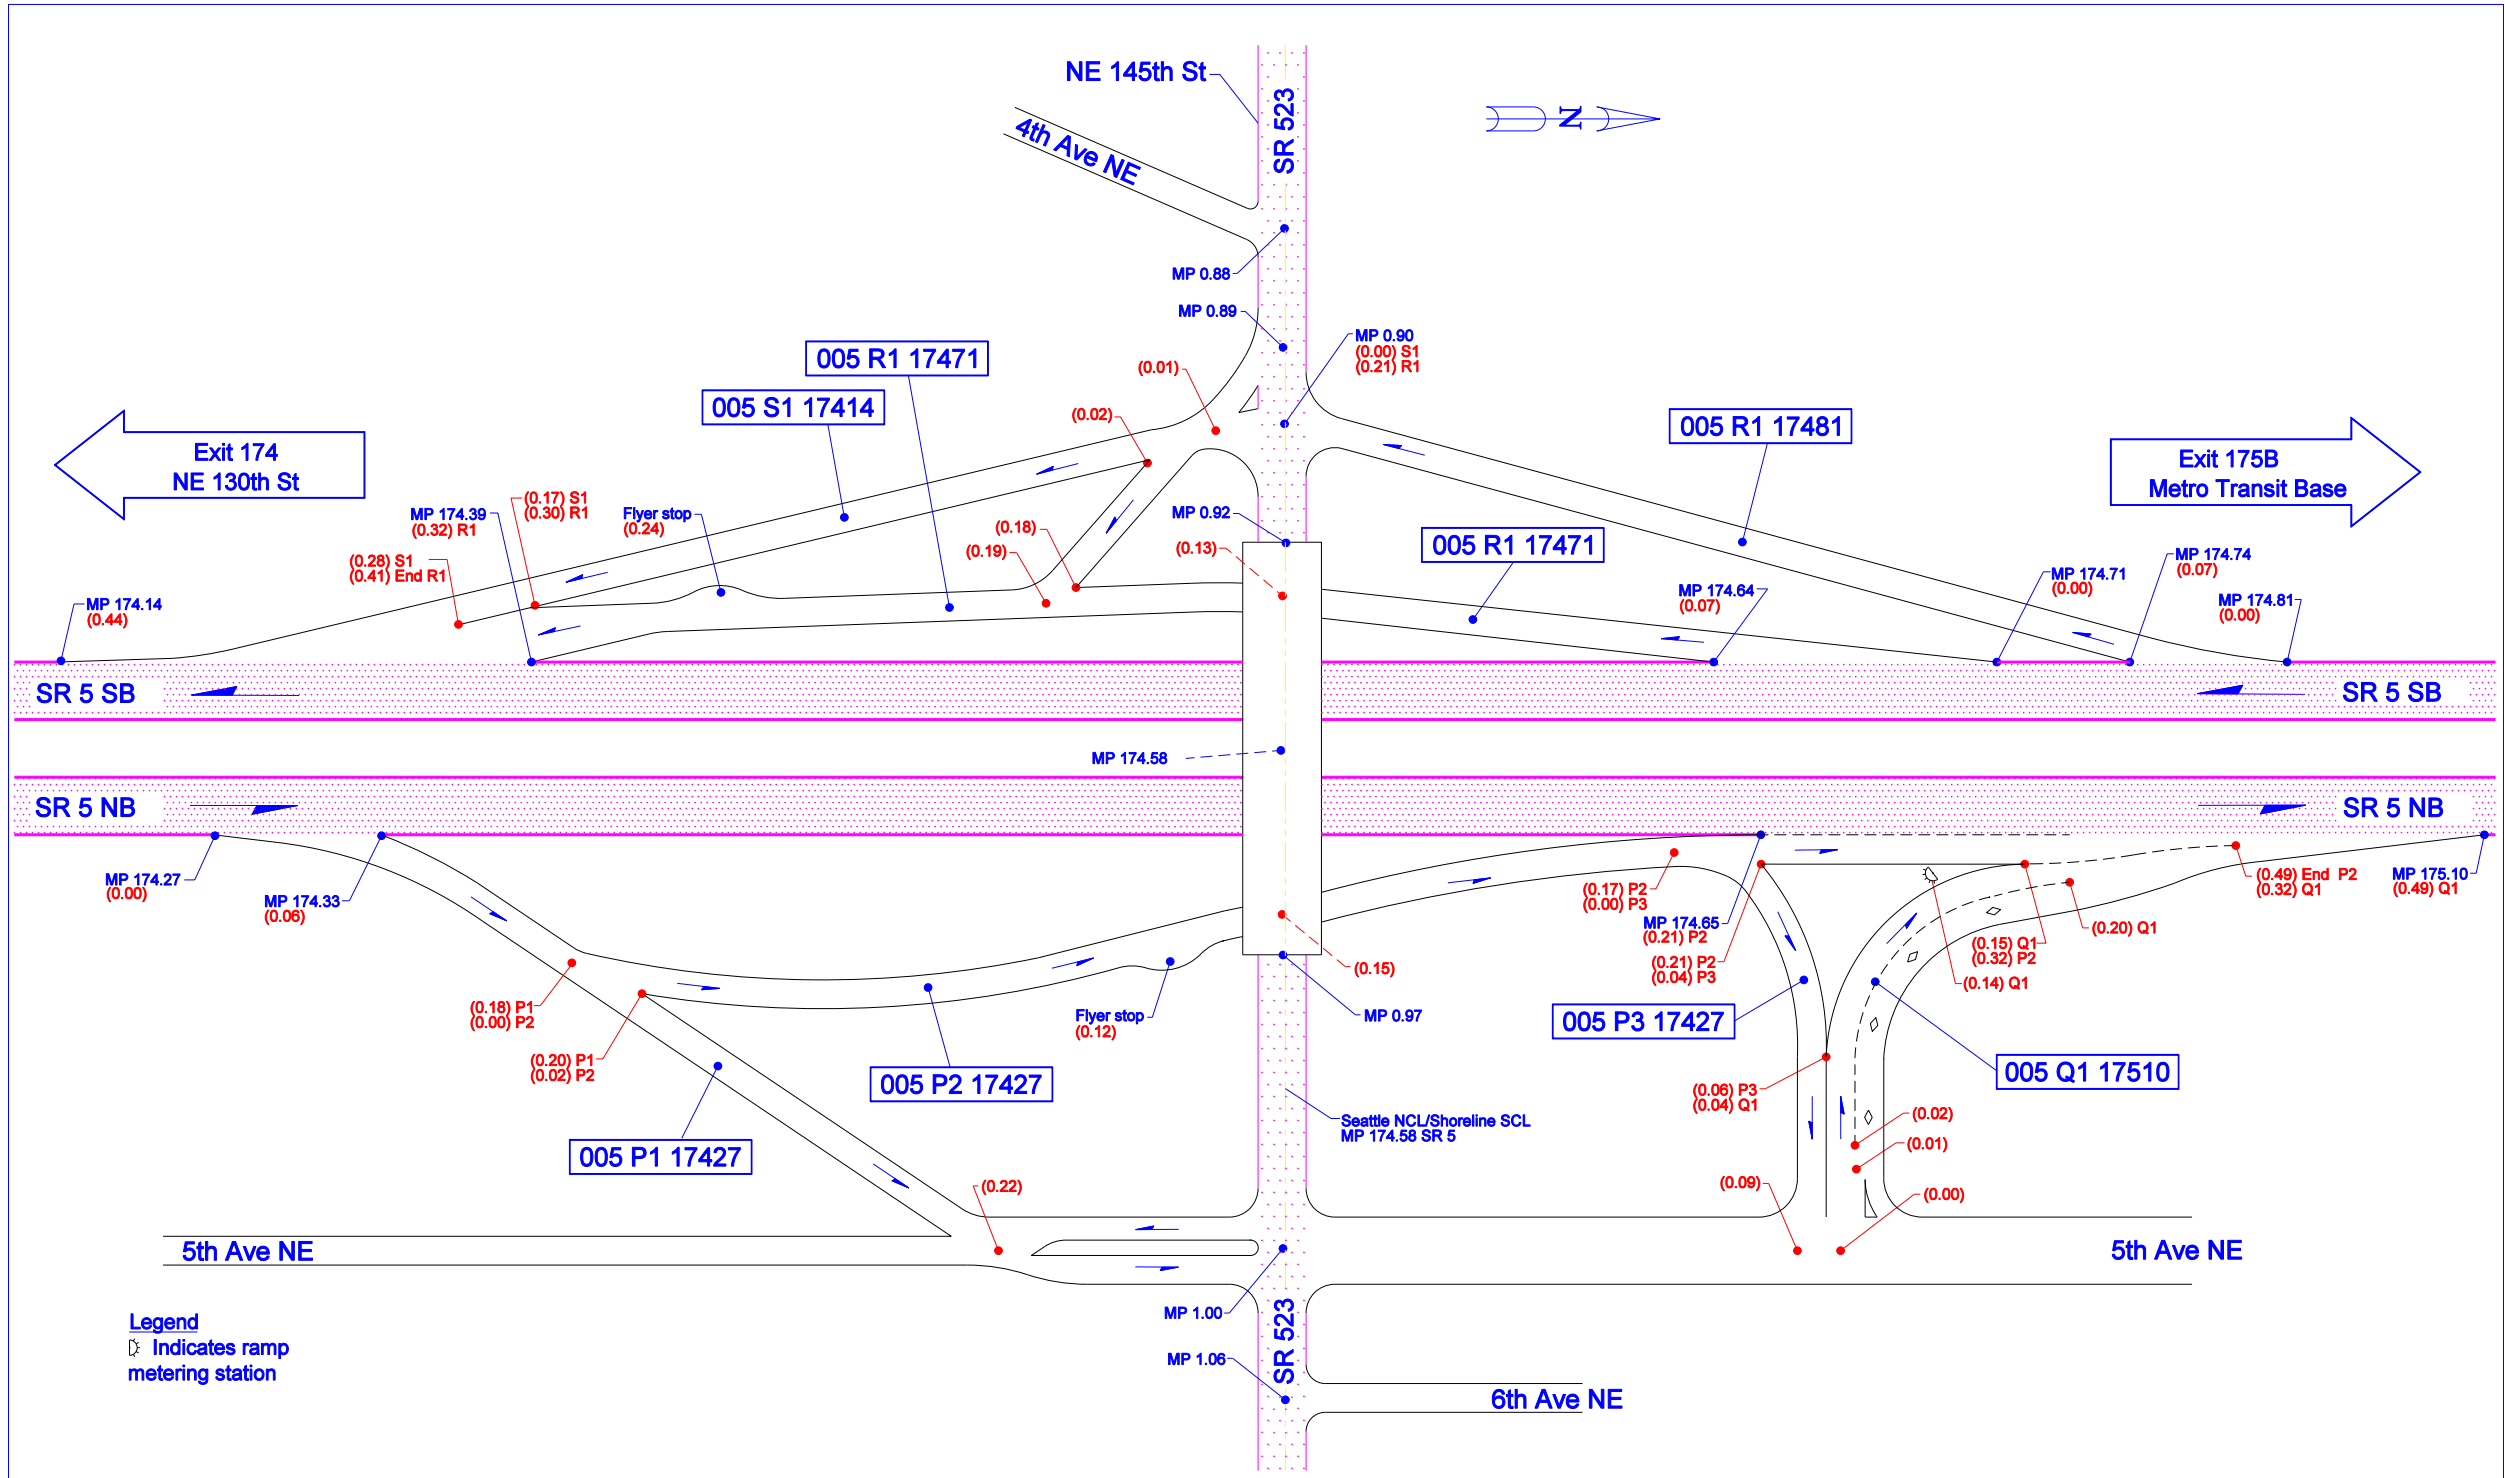 NE 145th St
SR 523
N
4th Ave NE
MP 0.88
MP 0.89
MP 0.90
(0.00) S1
(0.21) R1
005 R1 17471
(0.01)
005 S1 17414
(0.02)
005 R1 17481
Exit 174
NE 130th St
Exit 175B
Metro Transit Base
(0.17) S1
(0.30) R1
MP 174.39
(0.32) R1
Flyer stop
(0.24)
(0.18)
MP 0.92
(0.19)
(0.13)
005 R1 17471
(0.28) S1
(0.41) End R1
MP 174.74
(0.07)
MP 174.71
(0.00)
MP 174.64
(0.07)
MP 174.81
(0.00)
MP 174.14
(0.44)
SR 5 SB
SR 5 SB
MP 174.58
SR 5 NB
SR 5 NB
MP 174.27
(0.00)
MP 174.33
(0.06)
(0.17) P2
(0.00) P3
MP 174.65
(0.21) P2
(0.21) P2
(0.04) P3
(0.49) End P2
(0.32) Q1
MP 175.10
(0.49) Q1
(0.20) Q1
(0.15) Q1
(0.32) P2
(0.14) Q1
(0.15)
(0.18) P1
(0.00) P2
Flyer stop
(0.12)
MP 0.97
005 P3 17427
(0.20) P1
(0.02) P2
005 P2 17427
005 Q1 17510
(0.06) P3
(0.04) Q1
(0.02)
Seattle NCL/Shoreline SCL
MP 174.58 SR 5
(0.01)
005 P1 17427
(0.22)
(0.09)
(0.00)
5th Ave NE
5th Ave NE
MP 1.00
Legend
Indicates ramp
metering station
SR 523
MP 1.06
6th Ave NE